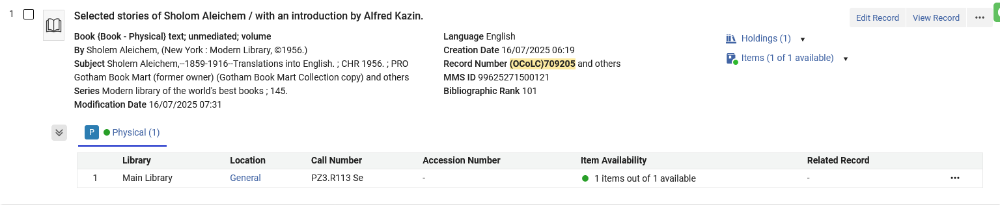 1 Selected stories of Sholom Aleichem / with an introduction by Alfred Kazin. Edit Record View Record
Book {Book - Physical} text; unmediated; volume
By Sholem Aleichem, (New York : Modern Library, ©1956.)
Subject Sholem Aleichem,--1859-1916--Translations into English. ; CHR 1956. ; PRO
Gotham Book Mart (former owner) (Gotham Book Mart Collection copy) and others
Series Modern library of the world's best books ; 145.
Modification Date 16/07/2025 07:31
Language English
Creation Date 16/07/2025 06:19
Record Number (OCoLC)709205 and others
MMS ID 99625271500121
Bibliographic Rank 101
Holdings (1)
Items (1 of 1 available)
P Physical (1)
Library Location Call Number Accession Number Item Availability Related Record
1 Main Library General PZ3.R113 Se - 1 items out of 1 available -